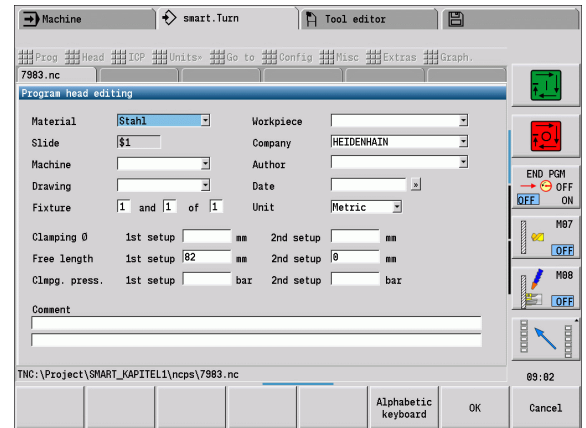 Machine smart.Turn Tool editor
Prog Head ICP Units» Go to Config Misc Extras Graph.
7983.nc
Program head editing
Material Stahl Workpiece
Slide $1 Company HEIDENHAIN
Machine Author
Drawing Date »
Fixture 1 and 1 of 1 Unit Metric
Clamping Ø 1st setup mm 2nd setup mm
Free length 1st setup 82 mm 2nd setup 0 mm
Clmpg. press. 1st setup bar 2nd setup bar
Comment
TNC:\Project\SMART_KAPITEL1\ncps\7983.nc
END PGM
OFF
OFF ON
M07
OFF
M08
OFF
09:02
Alphabetic keyboard OK Cancel